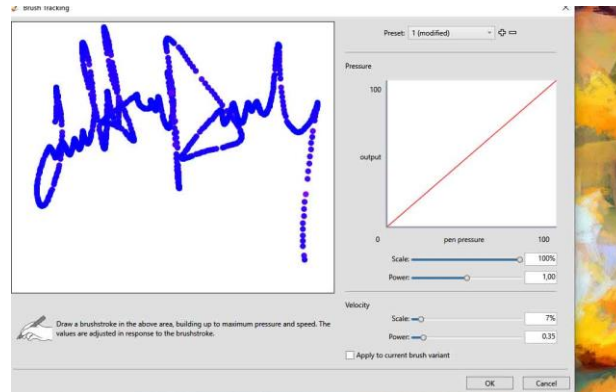 Brush Tracking
Preset: 1 (modified)
Pressure
100
output
0 pen pressure 100
Scale: 100%
Power: 1,00
Velocity
Scale: 7%
Power: 0.35
Apply to current brush variant
Draw a brushstroke in the above area, building up to maximum pressure and speed. The
values are adjusted in response to the brushstroke.
OK Cancel